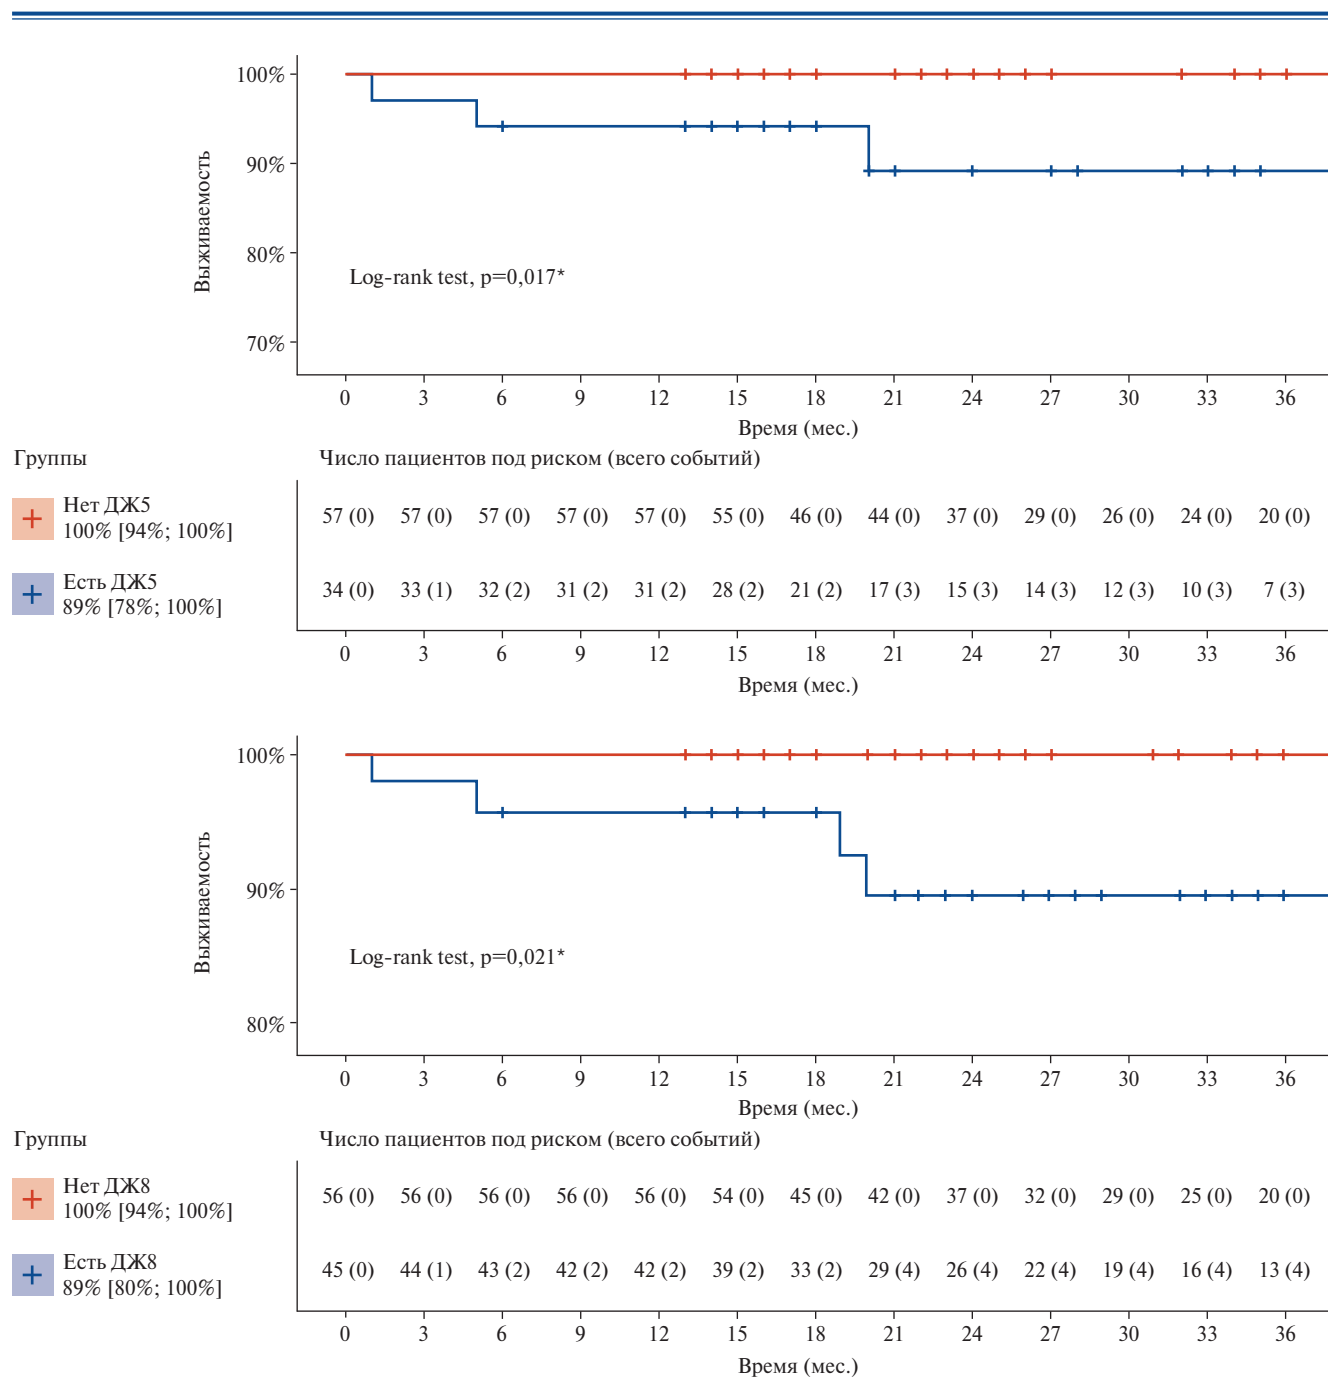 100%
90%
80%
70%
Выживаемость
Log-rank test, p=0,017*
0 3 6 9 12 15 18 21 24 27 30 33 36
Время (мес.)
Группы
Число пациентов под риском (всего событий)
Нет ДЖ5
100% [94%; 100%]
57 (0) 57 (0) 57 (0) 57 (0) 57 (0) 55 (0) 46 (0) 44 (0) 37 (0) 29 (0) 26 (0) 24 (0) 20 (0)
Есть ДЖ5
89% [78%; 100%]
34 (0) 33 (1) 32 (2) 31 (2) 31 (2) 28 (2) 21 (2) 17 (3) 15 (3) 14 (3) 12 (3) 10 (3) 7 (3)
0 3 6 9 12 15 18 21 24 27 30 33 36
Время (мес.)
100%
90%
80%
Выживаемость
Log-rank test, p=0,021*
0 3 6 9 12 15 18 21 24 27 30 33 36
Время (мес.)
Группы
Число пациентов под риском (всего событий)
Нет ДЖ8
100% [94%; 100%]
56 (0) 56 (0) 56 (0) 56 (0) 56 (0) 54 (0) 45 (0) 42 (0) 37 (0) 32 (0) 29 (0) 25 (0) 20 (0)
Есть ДЖ8
89% [80%; 100%]
45 (0) 44 (1) 43 (2) 42 (2) 42 (2) 39 (2) 33 (2) 29 (4) 26 (4) 22 (4) 19 (4) 16 (4) 13 (4)
0 3 6 9 12 15 18 21 24 27 30 33 36
Время (мес.)